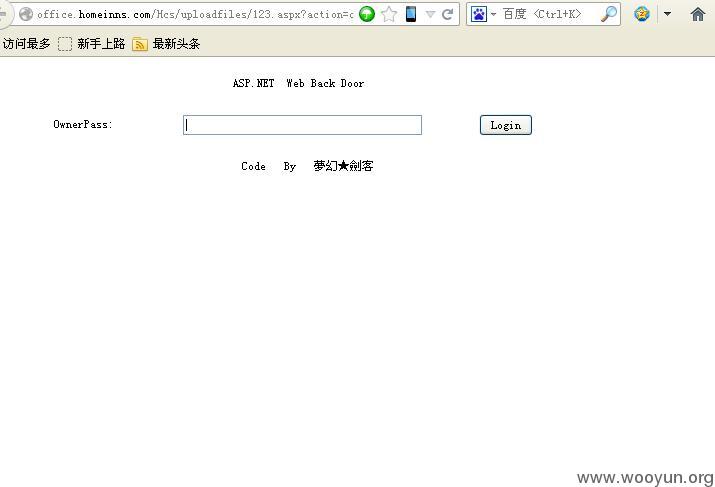 office.homeinns.com/Hcs/uploadfiles/123.aspx?action=
百度 <Ctrl+K>
访问最多 新手上路 最新头条
ASP.NET Web Back Door
OwnerPass: Login
Code By 夢幻★劍客
www.wooyun.org